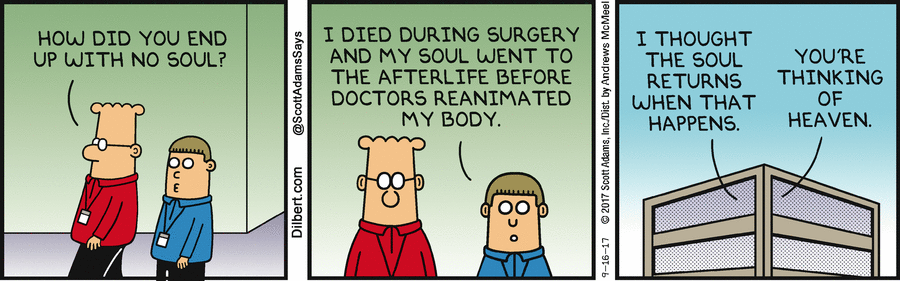 HOW DID YOU END
UP WITH NO SOUL?
Dilbert.com @ScottAdamsSays
I DIED DURING SURGERY
AND MY SOUL WENT TO
THE AFTERLIFE BEFORE
DOCTORS REANIMATED
MY BODY.
9-16-17 © 2017 Scott Adams, Inc./Dist. by Andrews McMeel
I THOUGHT
THE SOUL
RETURNS
WHEN THAT
HAPPENS.
YOU'RE
THINKING
OF
HEAVEN.